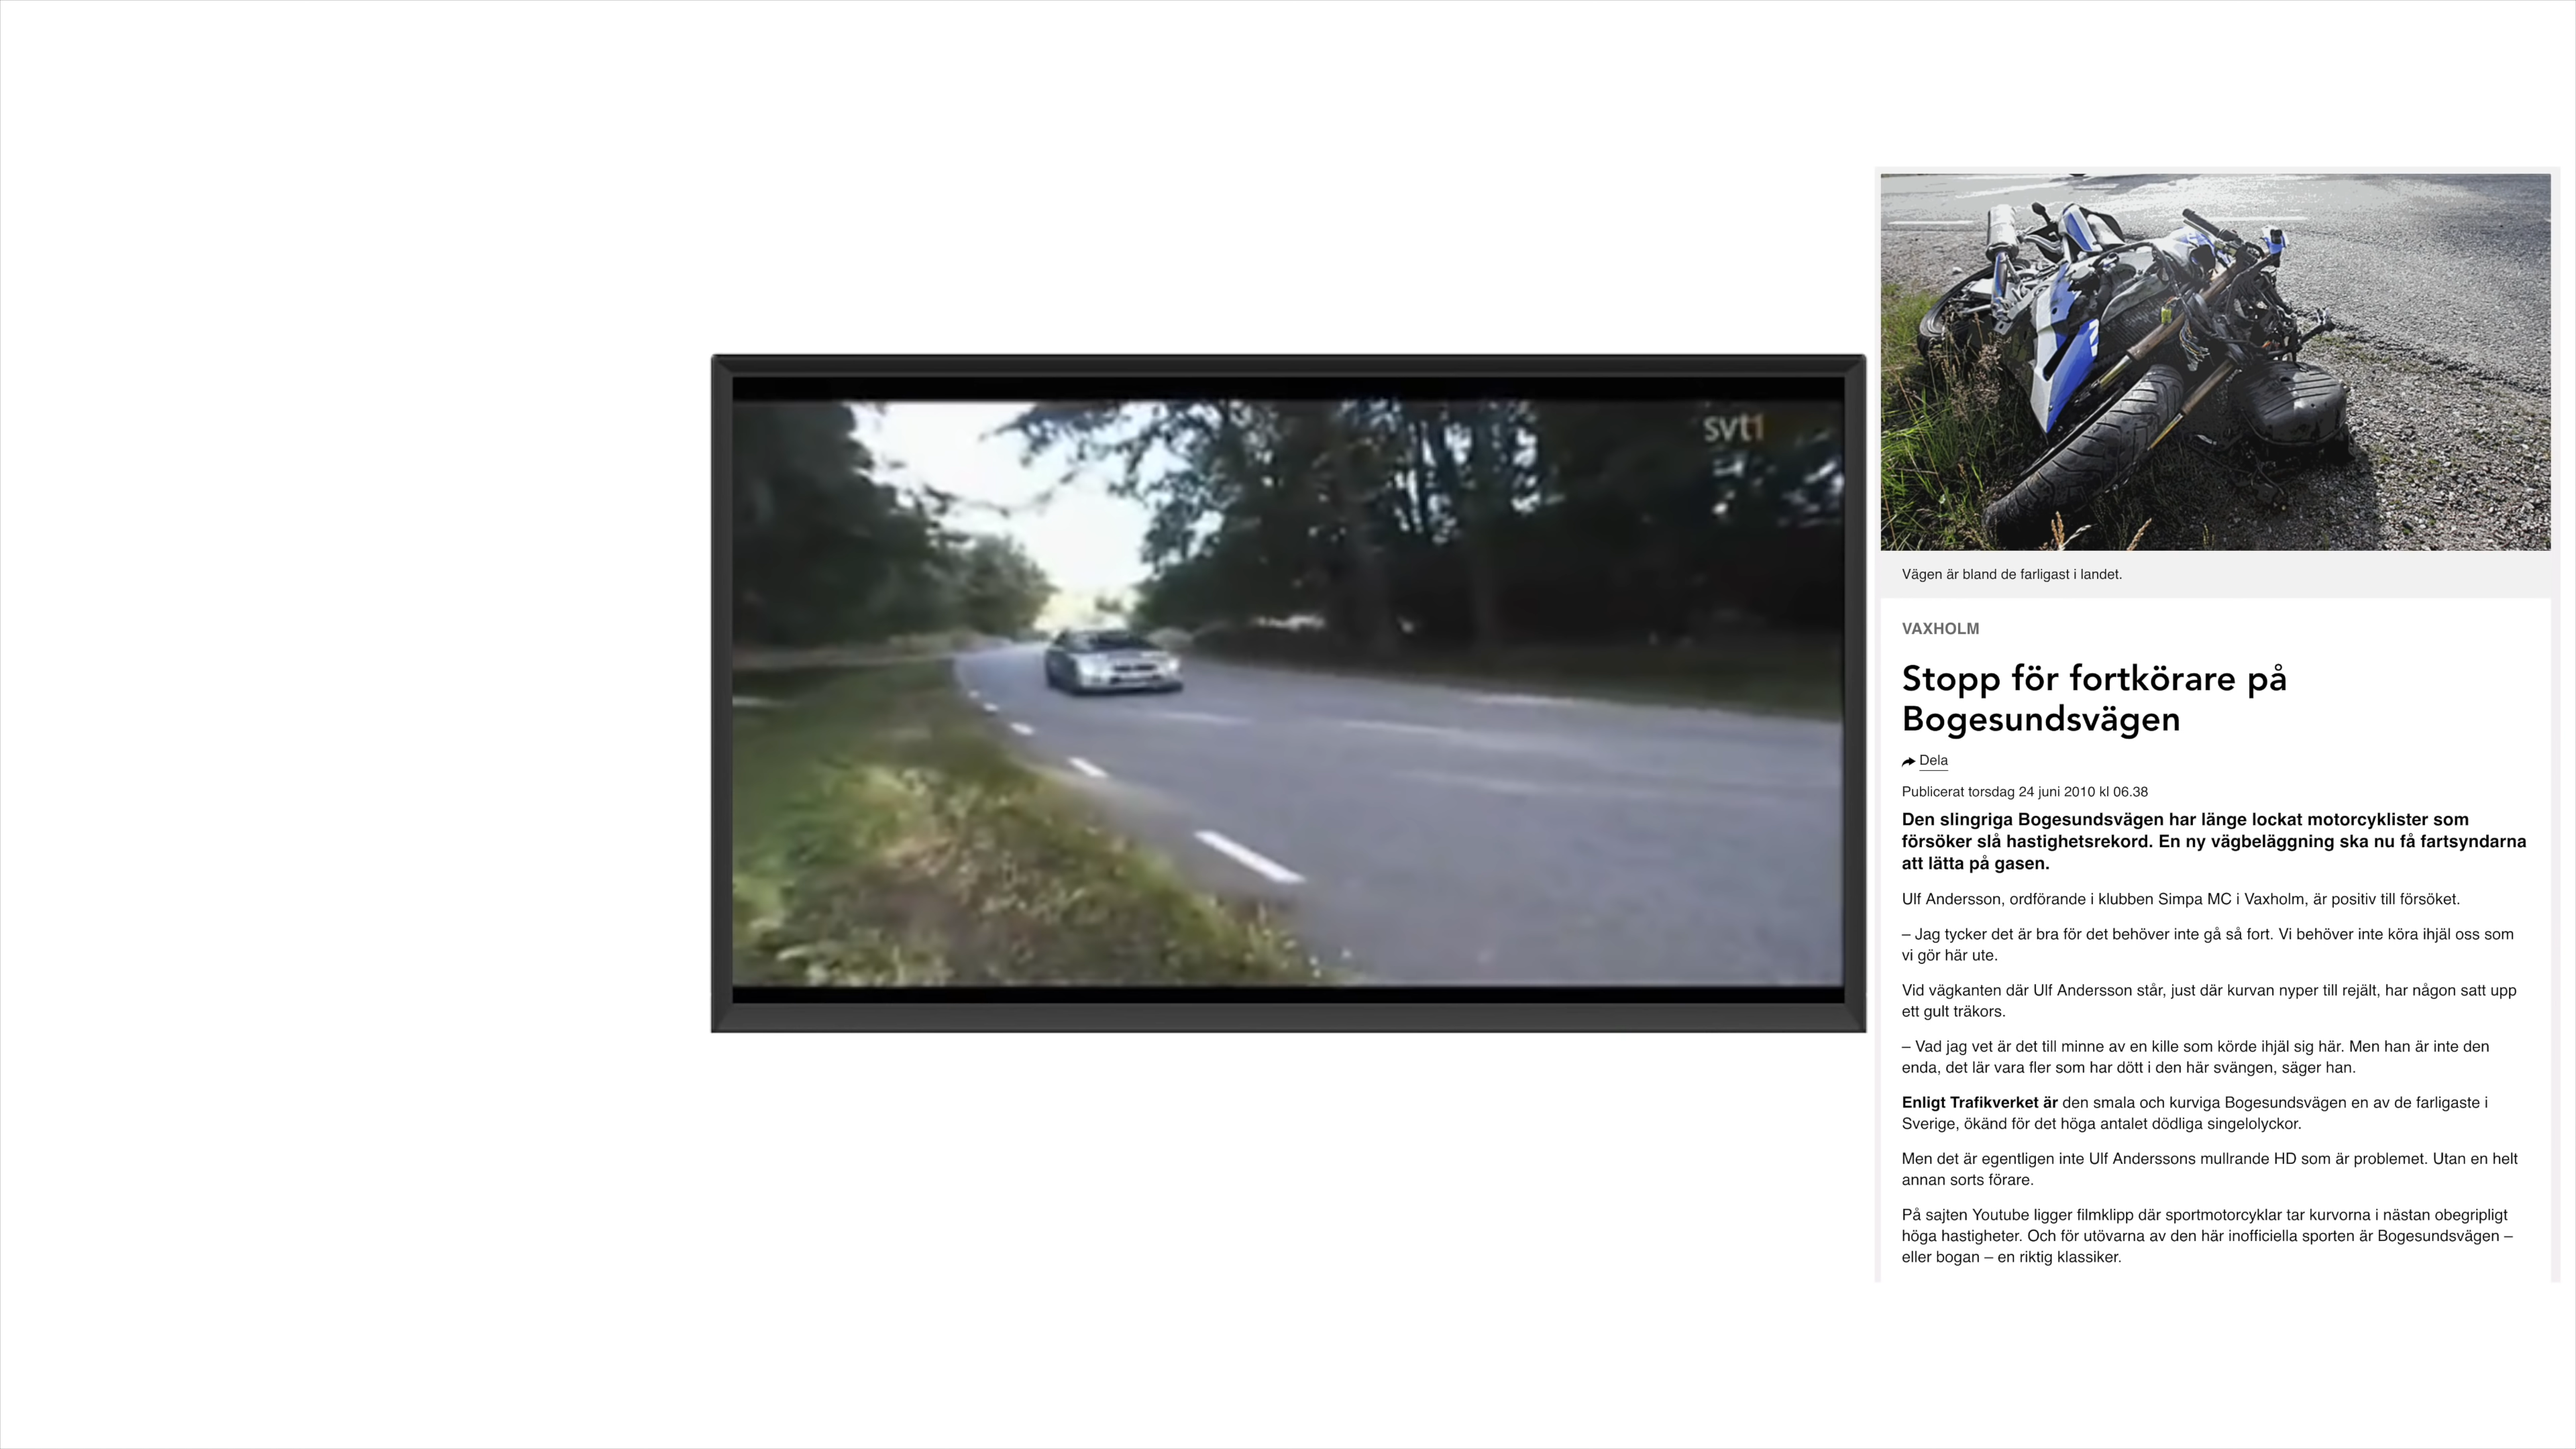 svt1
Vägen är bland de farligast i landet.
VAXHOLM
Stopp för fortkörare på
Bogesundsvägen
Dela
Publicerat torsdag 24 juni 2010 kl 06.38
Den slingriga Bogesundsvägen har länge lockat motorcyklister som
försöker slå hastighetsrekord. En ny vägbeläggning ska nu få fartsyndarna
att lätta på gasen.
Ulf Andersson, ordförande i klubben Simpa MC i Vaxholm, är positiv till försöket.
– Jag tycker det är bra för det behöver inte gå så fort. Vi behöver inte köra ihjäl oss som
vi gör här ute.
Vid vägkanten där Ulf Andersson står, just där kurvan nyper till rejält, har någon satt upp
ett gult träkors.
– Vad jag vet är det till minne av en kille som körde ihjäl sig här. Men han är inte den
enda, det lär vara fler som har dött i den här svängen, säger han.
Enligt Trafikverket är den smala och kurviga Bogesundsvägen en av de farligaste i
Sverige, ökänd för det höga antalet dödliga singelolyckor.
Men det är egentligen inte Ulf Anderssons mullrande HD som är problemet. Utan en helt
annan sorts förare.
På sajten Youtube ligger filmklipp där sportmotorcyklar tar kurvorna i nästan obegripligt
höga hastigheter. Och för utövarna av den här inofficiella sporten är Bogesundsvägen –
eller bogan – en riktig klassiker.